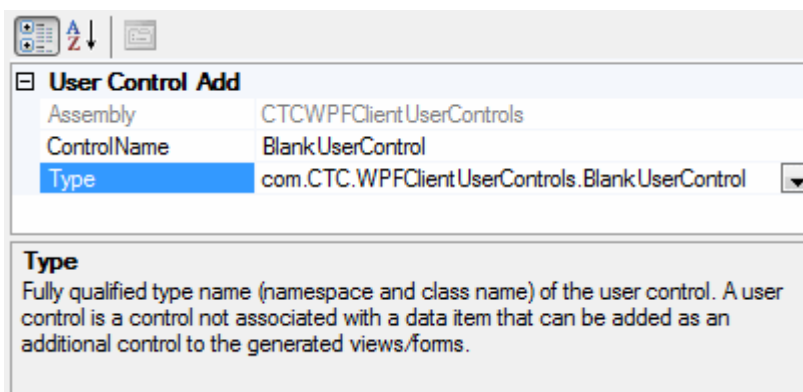 User Control Add
Assembly CTCWPFClientUserControls
ControlName BlankUserControl
Type com.CTC.WPFClientUserControls.BlankUserControl
Type
Fully qualified type name (namespace and class name) of the user control. A user
control is a control not associated with a data item that can be added as an
additional control to the generated views/forms.